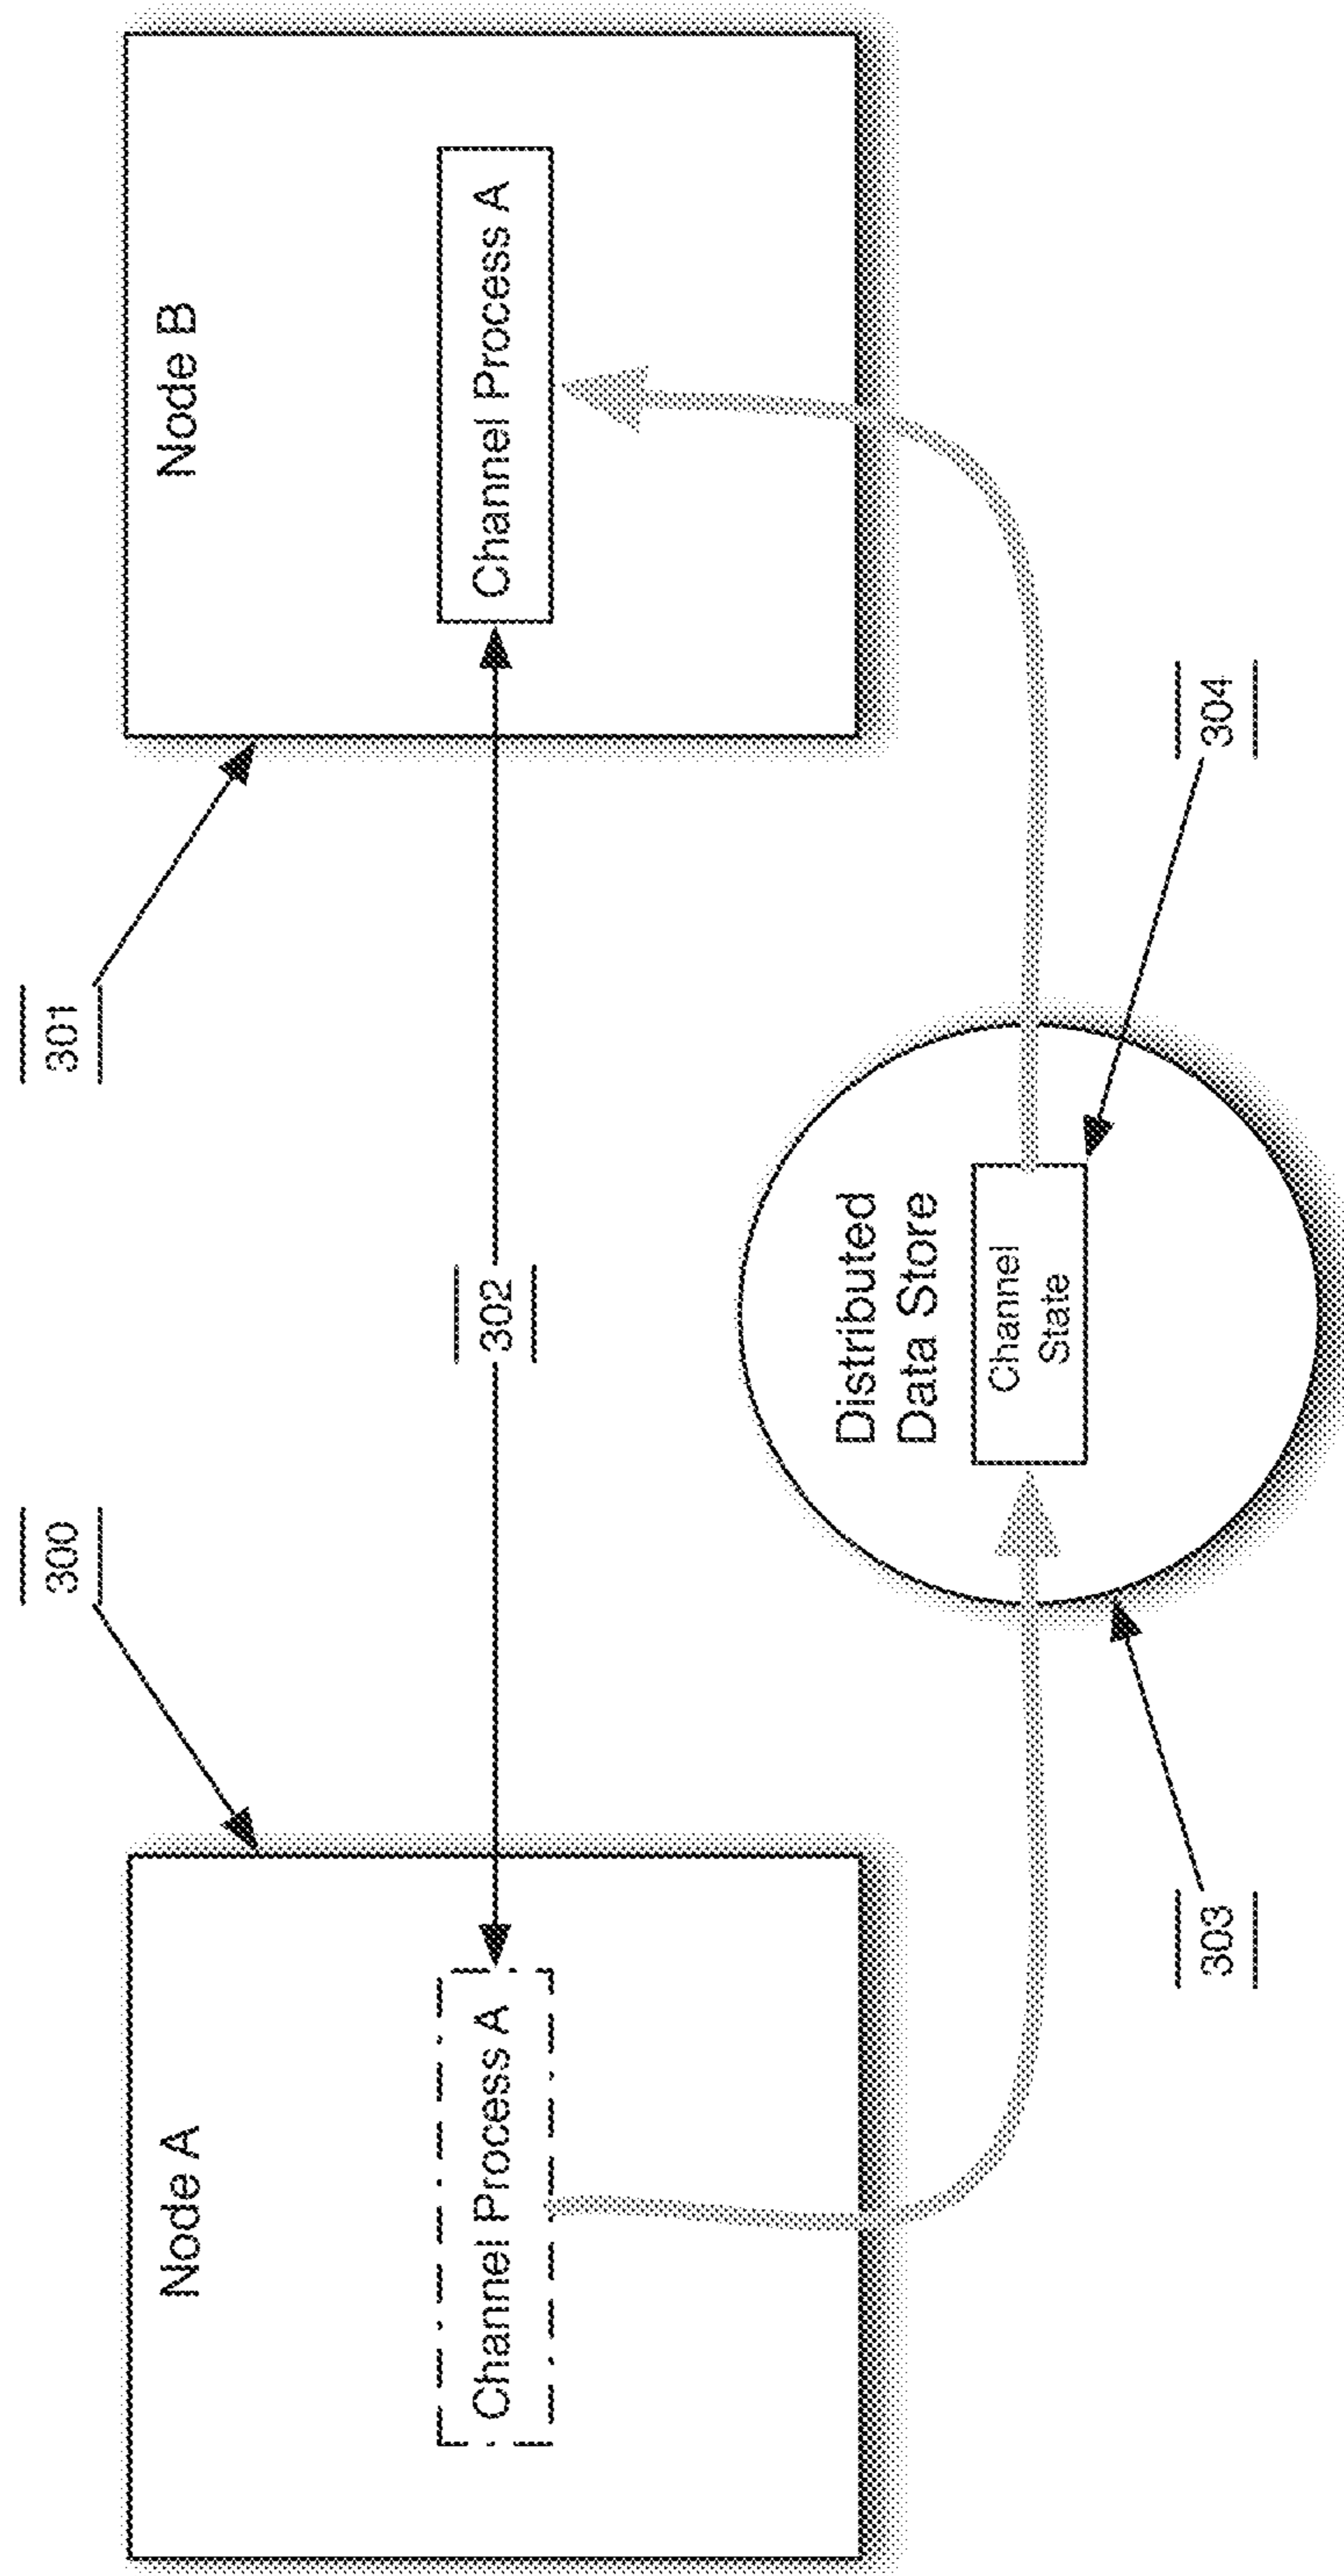 300
301
Node A
Node B
Channel Process A
302
Channel Process A
Distributed
Data Store
Channel
State
303
304